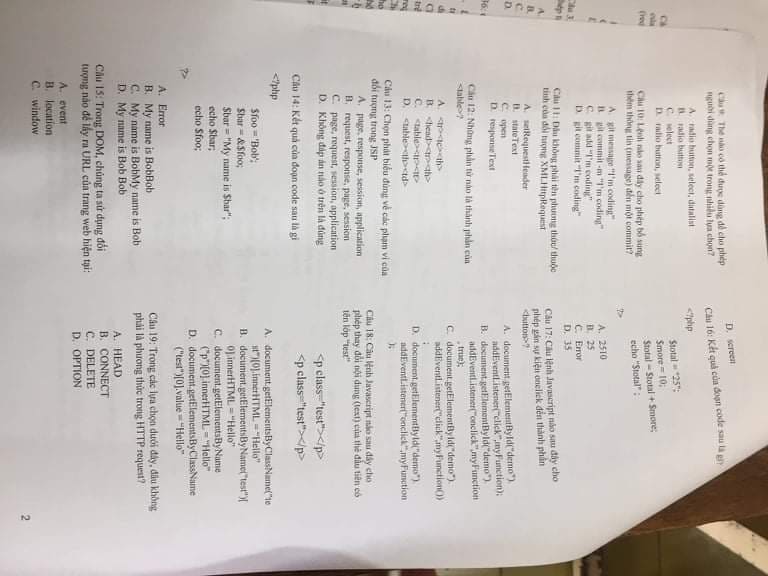 Câu 9: Thẻ nào có thể được dùng để cho phép
người dùng chọn một trong nhiều lựa chọn?
A. radio button, select, datalist
B. radio button
C. select
D. radio button, select
Câu 10: Lệnh nào sau đây cho phép bổ sung
thêm thông tin (message) đến một commit?
A. git message “I’m coding”
B. git commit -m “I’m coding”
C. git add “I’m coding”
D. git commit “I’m coding”
Câu 11: Đâu không phải tên phương thức/ thuộc
tính của đối tượng XMLHttpRequest
A. setRequestHeader
B. stateText
C. open
D. responseText
Câu 12: Những phần tử nào là thành phần của
<table>?
A. <tr><tc><th>
B. <head><tr><th>
C. <table><tr><tt>
D. <table><th><td>
Câu 13: Chọn phát biểu đúng về các phạm vi của
đối tượng trong JSP
A. page, response, session, application
B. request, response, page, session
C. page, request, session, application
D. Không đáp án nào ở trên là đúng
Câu 14: Kết quả của đoạn code sau là gì
<?php
$foo = 'Bob';
$bar = &$foo;
$bar = "My name is $bar";
echo $bar;
echo $foo;
?>
A. Error
B. My name is BobBob
C. My name is BobMy name is Bob
D. My name is Bob Bob
Câu 15: Trong DOM, chúng ta sử dụng đối
tượng nào để lấy ra URL của trang web hiện tại:
A. event
B. location
C. window
D. screen
Câu 16: Kết quả của đoạn code sau là gì?
<?php
$total = "25";
$more = 10;
$total = $total + $more;
echo "$total" ;
?>
A. 2510
B. 25
C. Error
D. 35
Câu 17: Câu lệnh Javascript nào sau đây cho
phép gán sự kiện onclick đến thành phần
<button>?
A. document.getElementById("demo").
addEventListener(“click”,myFunction);
B. document.getElementById("demo").
addEventListener(“onclick”,myFunction
, true);
C. document.getElementById("demo").
addEventListener(“click”,myFunction())
;
D. document.getElementById("demo").
addEventListener(“onclick”,myFunction
);
Câu 18: Câu lệnh Javascript nào sau đây cho
phép thay đổi nội dung (text) của thẻ đầu tiên có
tên lớp “test”
<p class="test"></p>
<p class="test"></p>
A. document.getElementsByClassName("te
st")[0].innerHTML = “Hello”
B. document.getElementsByName("test")[
0].innerHTML = “Hello”
C. document.getElementsByName
("p")[0].innerHTML = “Hello”
D. document.getElementsByClassName
("test")[0].value = “Hello”
Câu 19: Trong các lựa chọn dưới đây, đâu không
phải là phương thức trong HTTP request?
A. HEAD
B. CONNECT
C. DELETE
D. OPTION
2